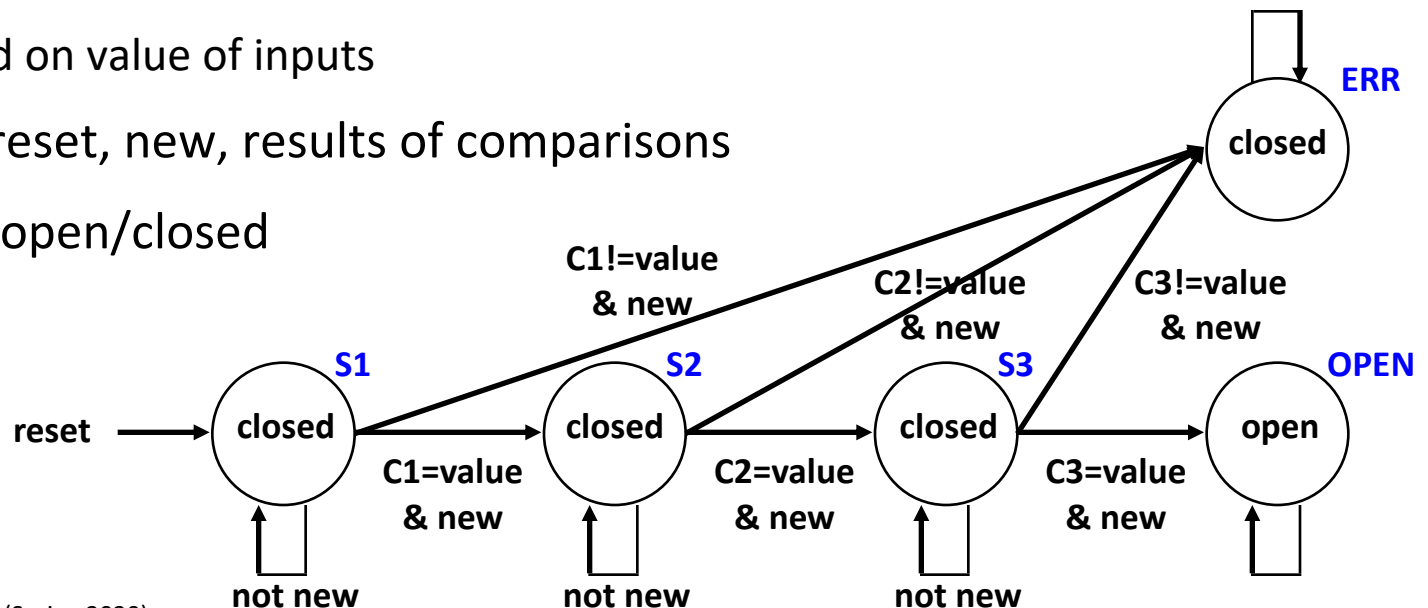 d on value of inputs
reset, new, results of comparisons
open/closed
ERR
closed
C1!=value
& new
C2!=value
& new
C3!=value
& new
S1
S2
S3
OPEN
reset
closed
closed
closed
open
C1=value
& new
C2=value
& new
C3=value
& new
not new
not new
not new